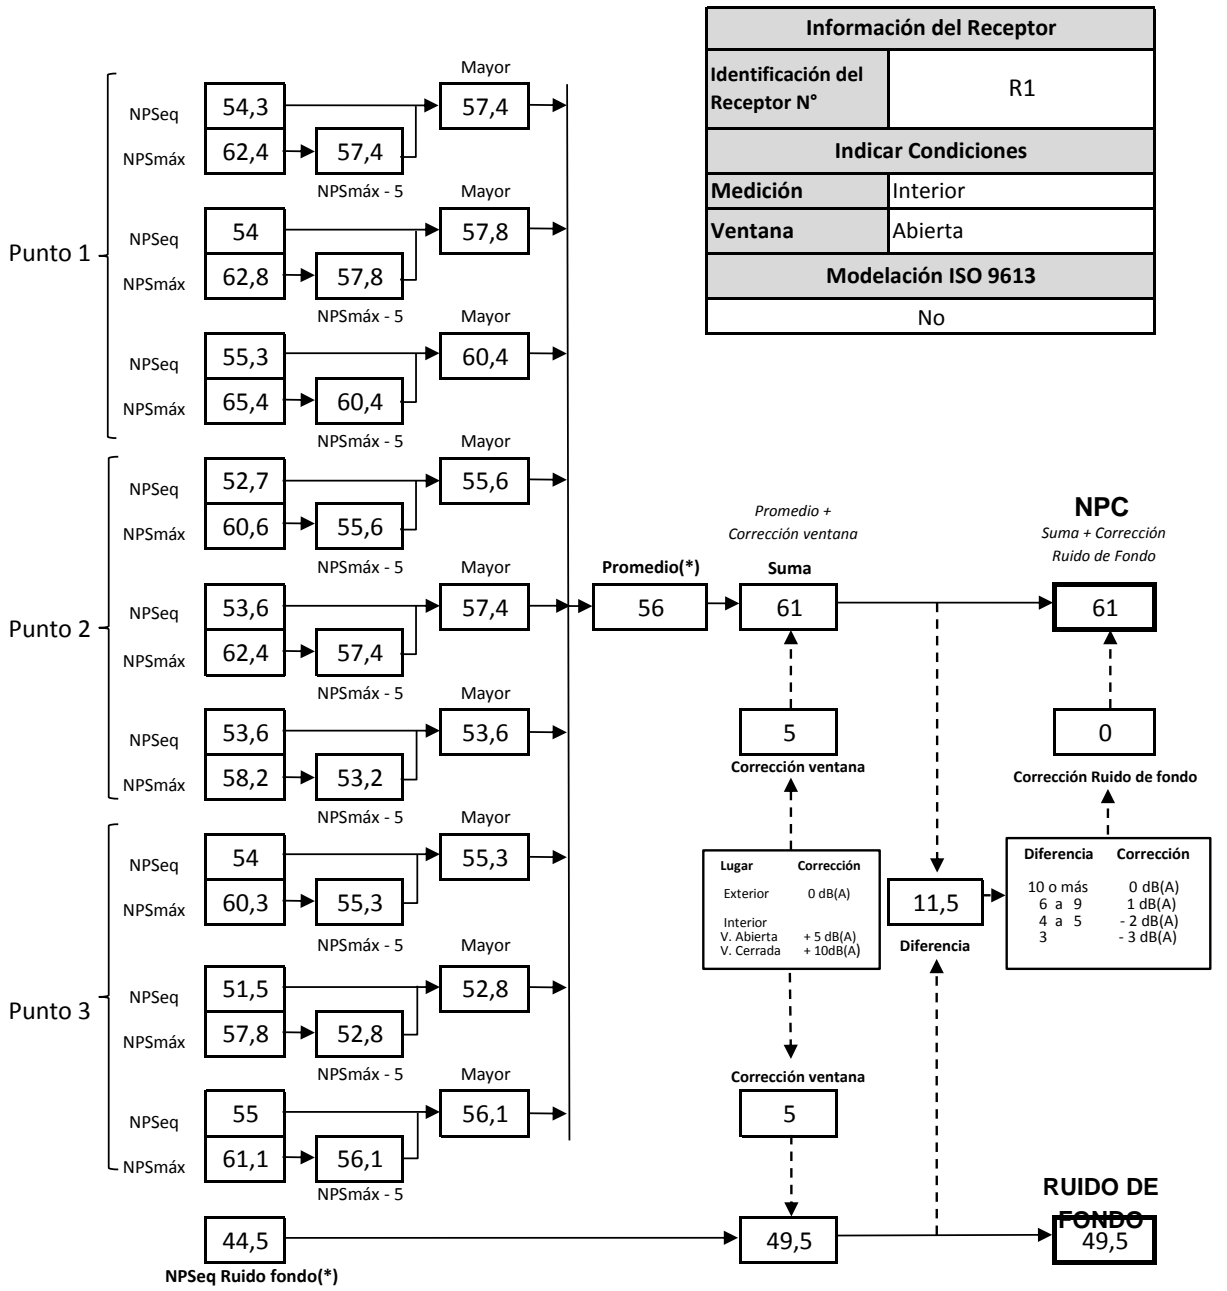 Información del Receptor
Identificación del
Receptor N°
R1
Indicar Condiciones
Medición
Interior
Ventana
Abierta
Modelación ISO 9613
No
Punto 1
NPSeq
54,3
Mayor
57,4
NPSmáx
62,4
57,4
NPSmáx - 5
NPSeq
54
Mayor
57,8
NPSmáx
62,8
57,8
NPSmáx - 5
NPSeq
55,3
Mayor
60,4
NPSmáx
65,4
60,4
NPSmáx - 5
Punto 2
NPSeq
52,7
Mayor
55,6
NPSmáx
60,6
55,6
NPSmáx - 5
NPSeq
53,6
Mayor
57,4
NPSmáx
62,4
57,4
NPSmáx - 5
NPSeq
53,6
Mayor
53,6
NPSmáx
58,2
53,2
NPSmáx - 5
Punto 3
NPSeq
54
Mayor
55,3
NPSmáx
60,3
55,3
NPSmáx - 5
NPSeq
51,5
Mayor
52,8
NPSmáx
57,8
52,8
NPSmáx - 5
NPSeq
55
Mayor
56,1
NPSmáx
61,1
56,1
NPSmáx - 5
44,5
NPSeq Ruido fondo(*)
Promedio(*)
56
Promedio +
Corrección ventana
Suma
61
5
Corrección ventana
Lugar Corrección
Exterior 0 dB(A)
Interior
V. Abierta + 5 dB(A)
V. Cerrada + 10dB(A)
Corrección ventana
5
49,5
11,5
Diferencia
NPC
Suma + Corrección
Ruido de Fondo
61
0
Corrección Ruido de fondo
Diferencia Corrección
10 o más 0 dB(A)
6 a 9 1 dB(A)
4 a 5 - 2 dB(A)
3 - 3 dB(A)
RUIDO DE
FONDO
49,5